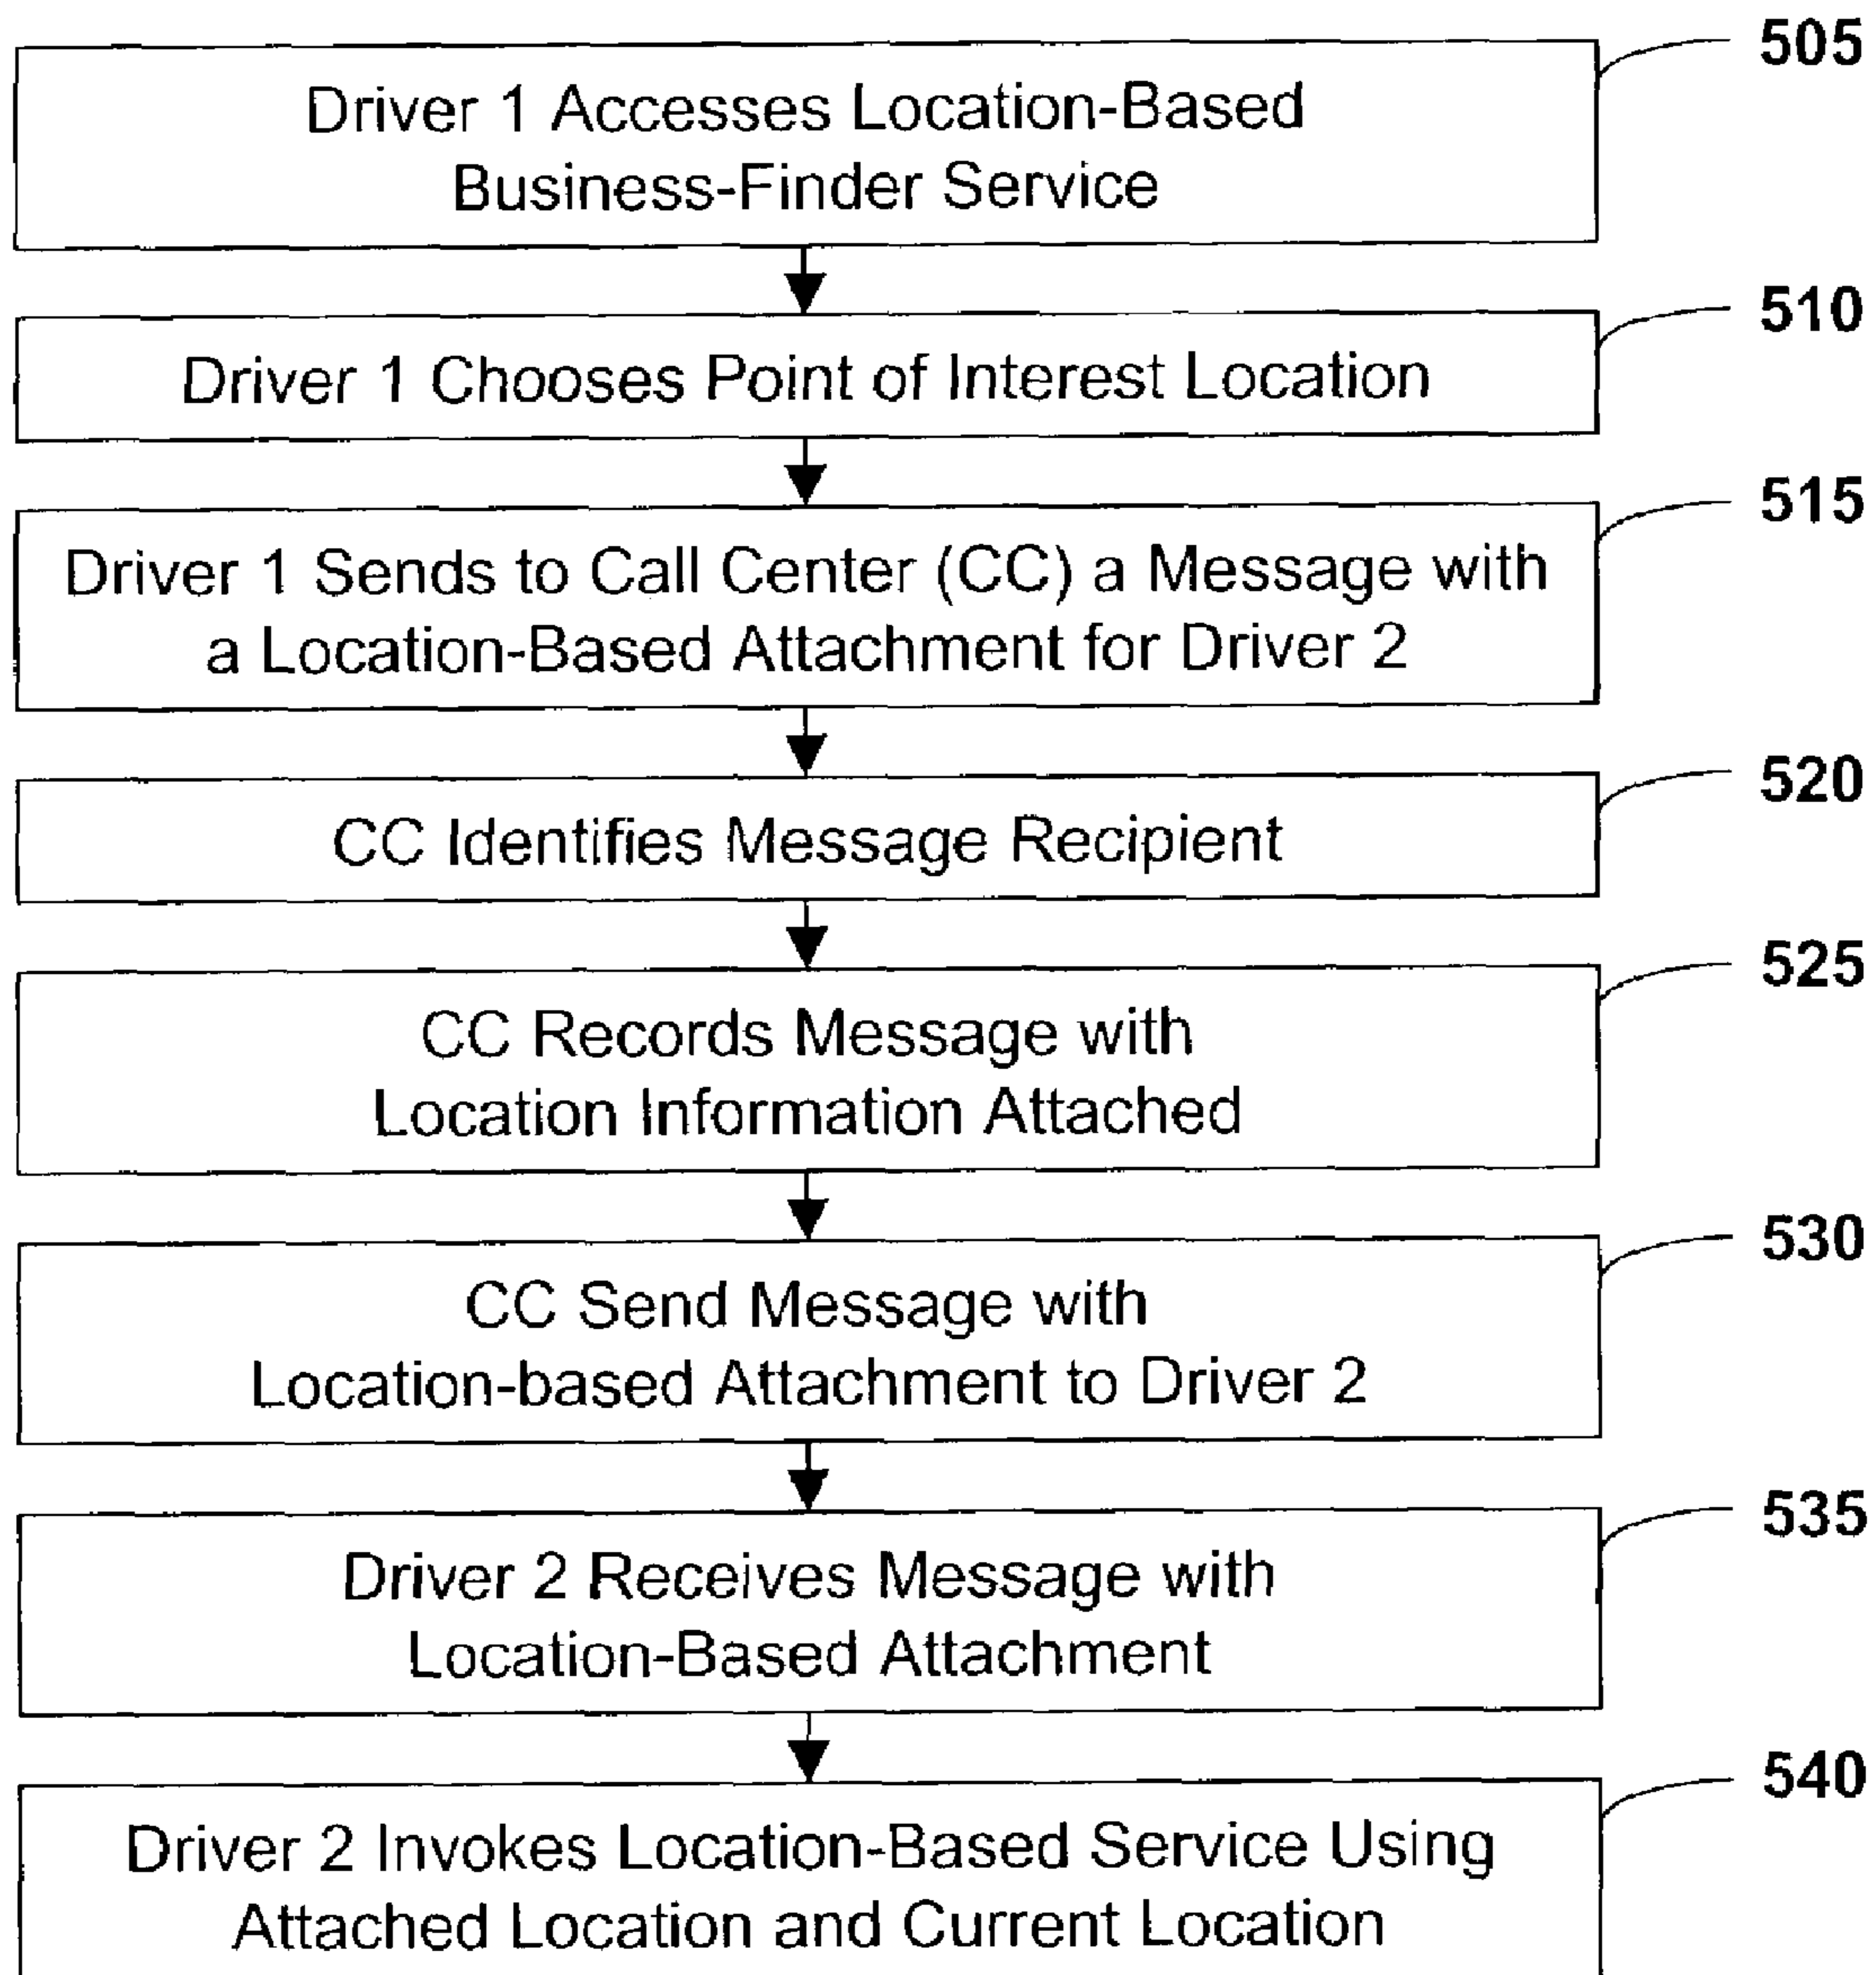 505
Driver 1 Accesses Location-Based
Business-Finder Service
510
Driver 1 Chooses Point of Interest Location
515
Driver 1 Sends to Call Center (CC) a Message with
a Location-Based Attachment for Driver 2
520
CC Identifies Message Recipient
525
CC Records Message with
Location Information Attached
530
CC Send Message with
Location-based Attachment to Driver 2
535
Driver 2 Receives Message with
Location-Based Attachment
540
Driver 2 Invokes Location-Based Service Using
Attached Location and Current Location